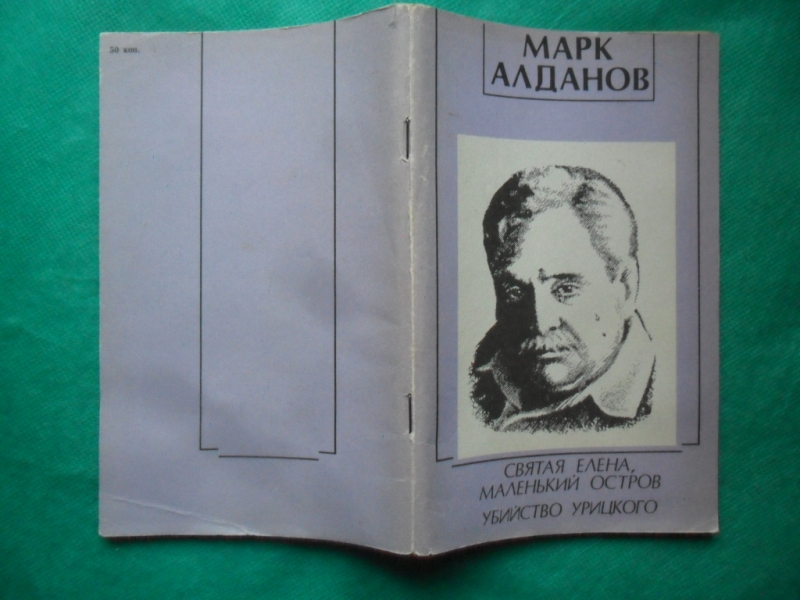 50 коп.
МАРК
АЛДАНОВ
СВЯТАЯ ЕЛЕНА,
МАЛЕНЬКИЙ ОСТРОВ
УБИЙСТВО УРИЦКОГО